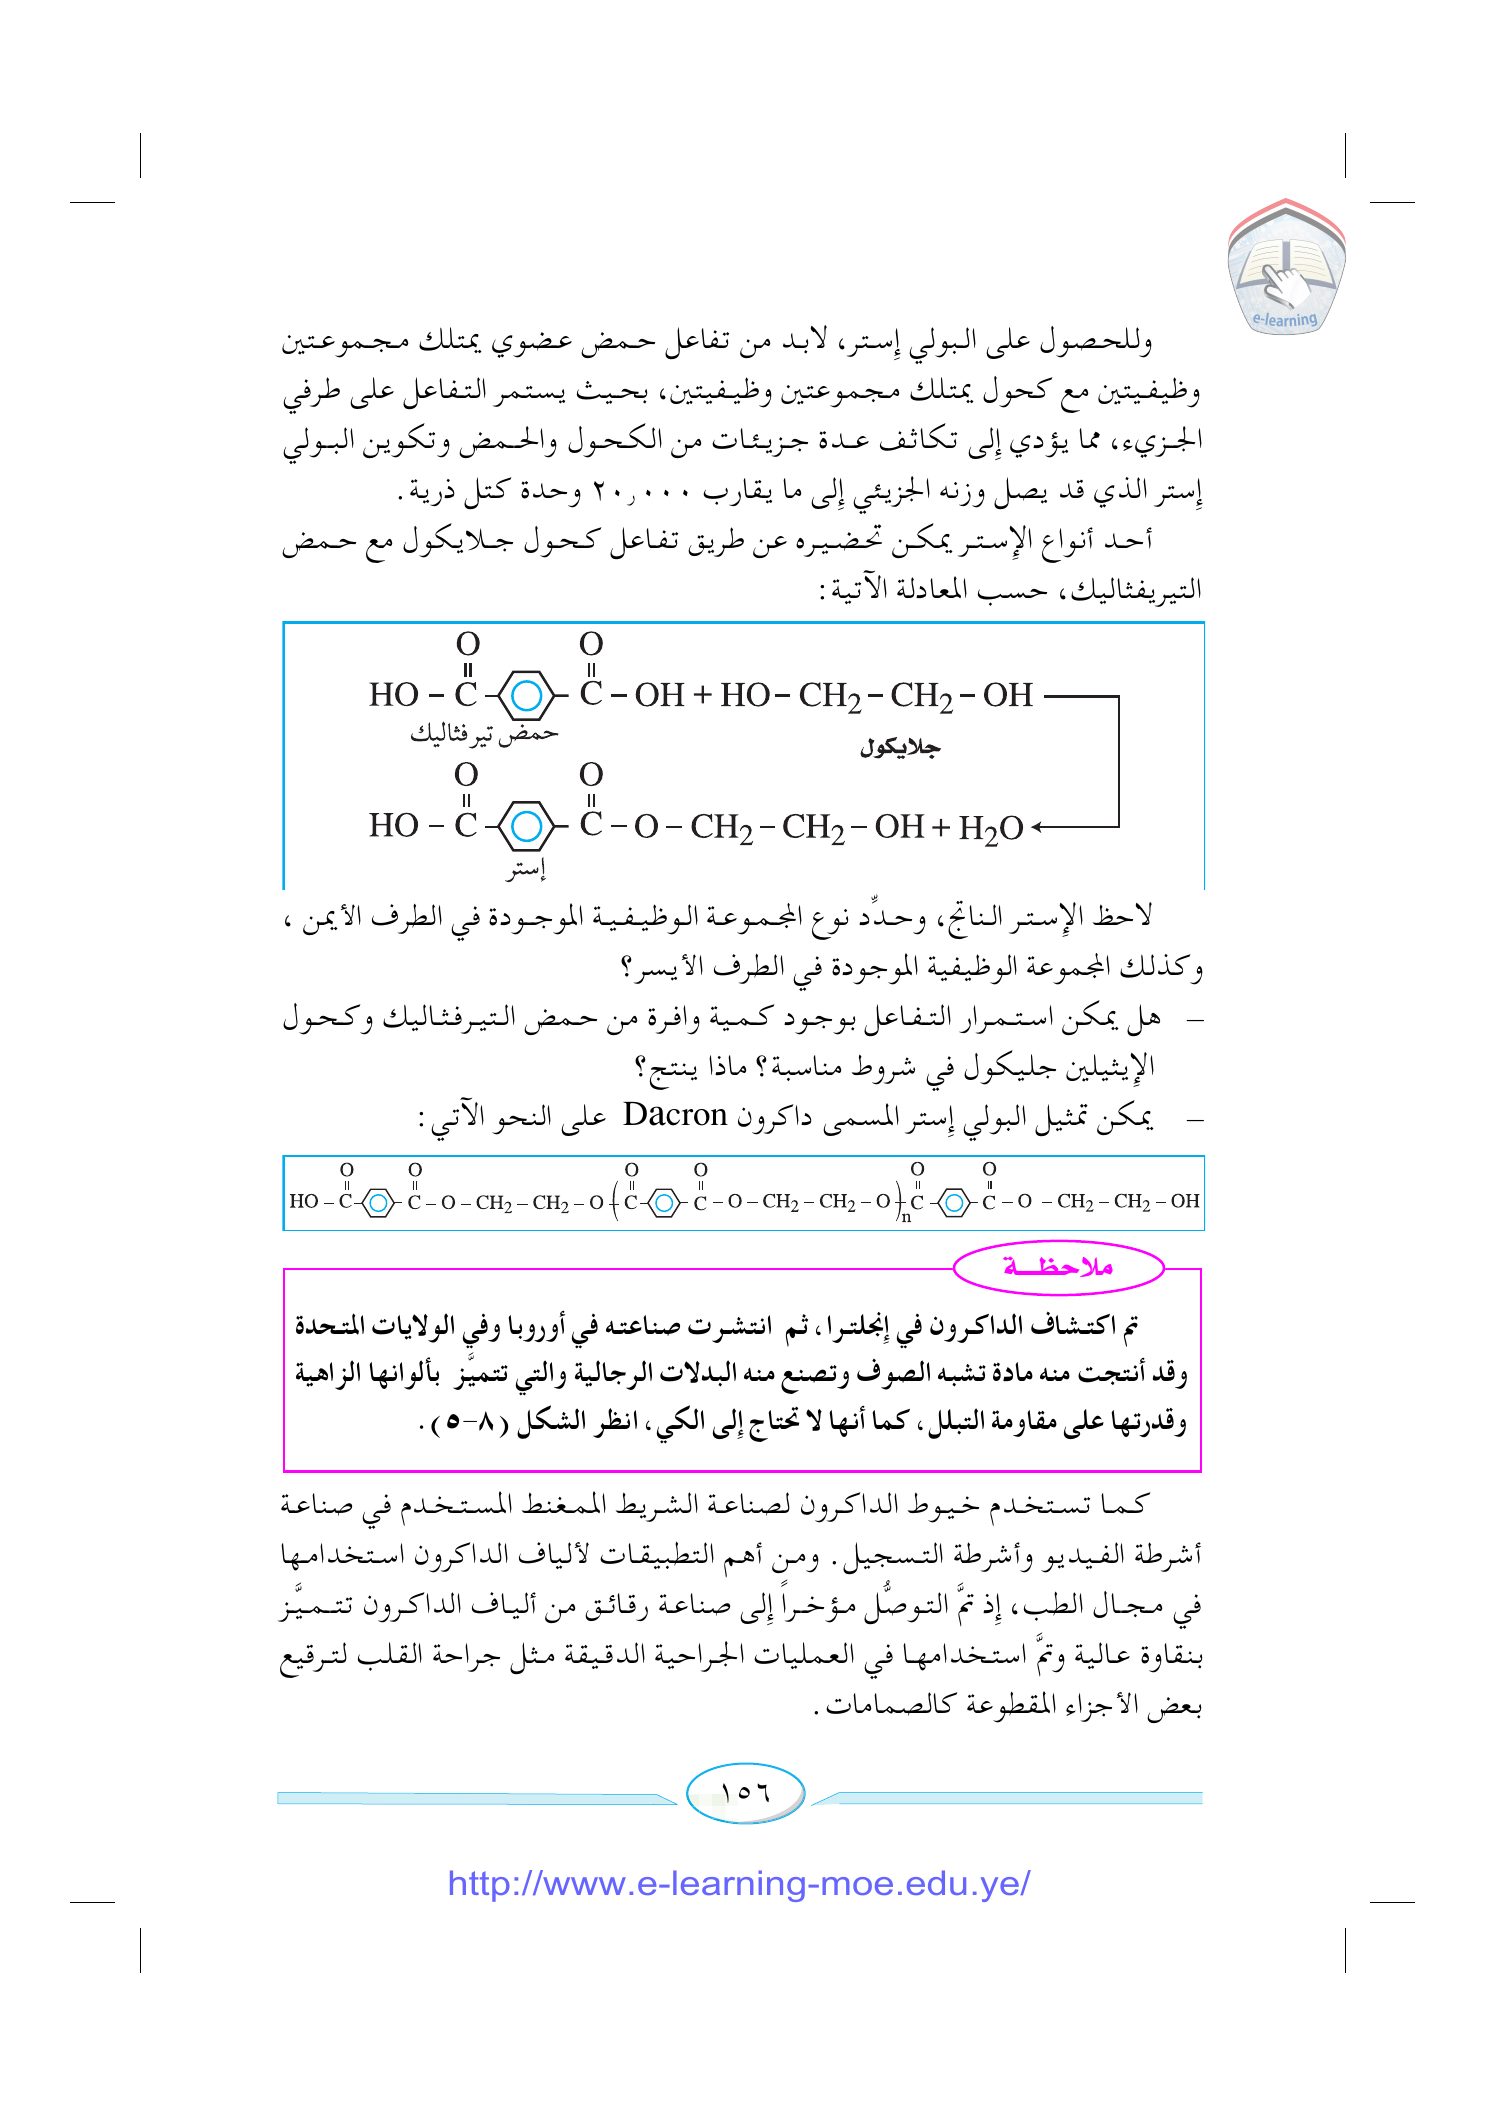 e-learning
وللحصول على البولي إستر، لابد من تفاعل حمض عضوي يمتلك مجموعتين
وظيفيتين مع كحول يمتلك مجموعتين وظيفيتين، بحيث يستمر التفاعل على طرفي
الجزيء، مما يؤدي إلى تكاثف عدة جزيئات من الكحول والحمض وتكوين البولي
إستر الذي قد يصل وزنه الجزيئي إلى ما يقارب ٢٠,٠٠٠ وحدة كتل ذرية.
أحد أنواع الإستر يمكن تحضيره عن طريق تفاعل كحول جلايكول مع حمض
التيريفثاليك، حسب المعادلة الآتية:
O O
HO – C – – C – OH + HO – CH₂ – CH₂ – OH
حمض تيرفثاليك جلايكول
O O
HO – C – – C – O – CH₂ – CH₂ – OH + H₂O
إستر
لاحظ الإستر الناتج، وحدِّد نوع المجموعة الوظيفية الموجودة في الطرف الأيمن ،
وكذلك المجموعة الوظيفية الموجودة في الطرف الأيسر؟
– هل يمكن استمرار التفاعل بوجود كمية وافرة من حمض التيرفثاليك وكحول
الإيثيلين جليكول في شروط مناسبة؟ ماذا ينتج؟
– يمكن تمثيل البولي إستر المسمى داكرون Dacron على النحو الآتي:
O O O O O O
HO – C – – C – O – CH₂ – CH₂ – O – (C – – C – O – CH₂ – CH₂ – O)n – C – – C – O – CH₂ – CH₂ – OH
ملاحظة
تم اكتشاف الداكرون في إنجلترا، ثم انتشرت صناعته في أوروبا وفي الولايات المتحدة
وقد أنتجت منه مادة تشبه الصوف وتصنع منه البدلات الرجالية والتي تتميَّز بألوانها الزاهية
وقدرتها على مقاومة التبلل، كما أنها لا تحتاج إلى الكي، انظر الشكل (٨-٥).
كما تستخدم خيوط الداكرون لصناعة الشريط الممغنط المستخدم في صناعة
أشرطة الفيديو وأشرطة التسجيل. ومن أهم التطبيقات لألياف الداكرون استخدامها
في مجال الطب، إذ تمَّ التوصُّل مؤخراً إلى صناعة رقائق من ألياف الداكرون تتميَّز
بنقاوة عالية وتمَّ استخدامها في العمليات الجراحية الدقيقة مثل جراحة القلب لترقيع
بعض الأجزاء المقطوعة كالصمامات.
١٥٦
http://www.e-learning-moe.edu.ye/